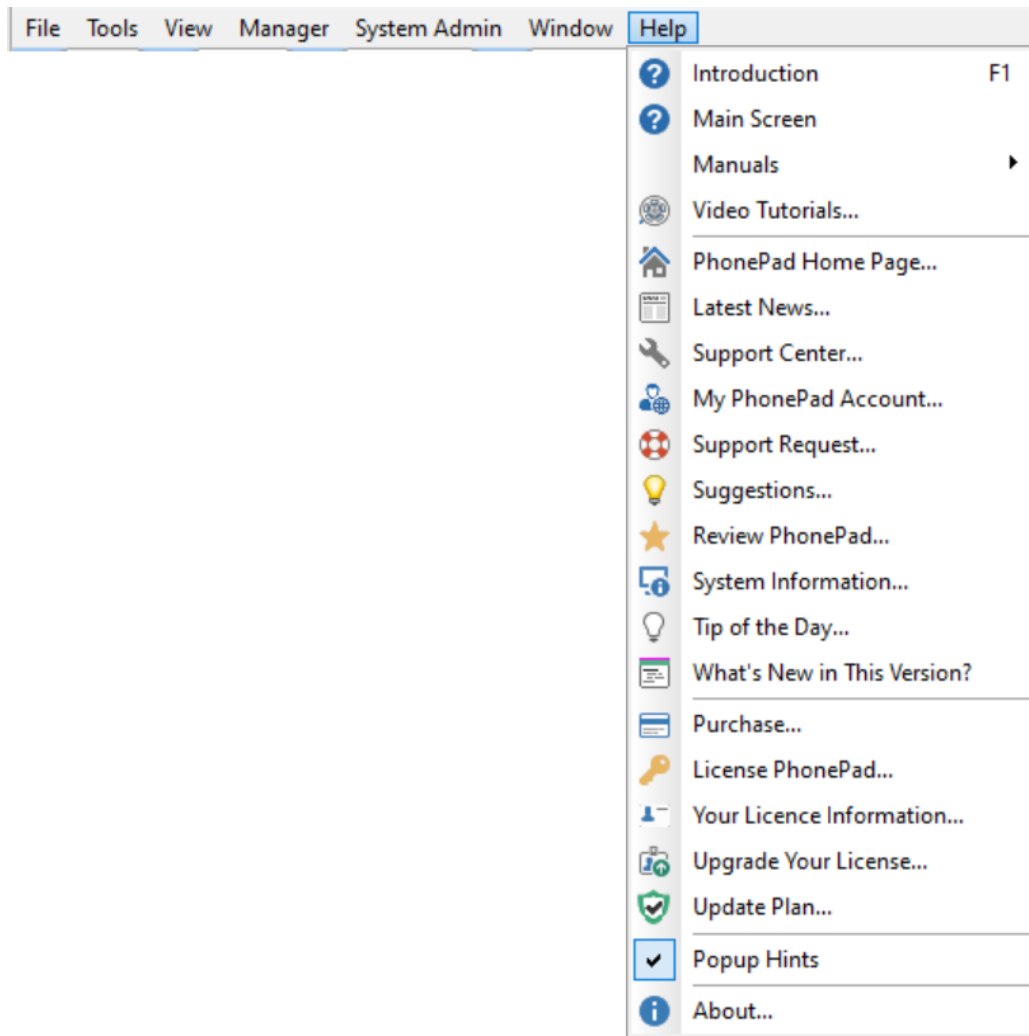 File Tools View Manager System Admin Window Help
Introduction F1
Main Screen
Manuals
Video Tutorials...
PhonePad Home Page...
Latest News...
Support Center...
My PhonePad Account...
Support Request...
Suggestions...
Review PhonePad...
System Information...
Tip of the Day...
What's New in This Version?
Purchase...
License PhonePad...
Your Licence Information...
Upgrade Your License...
Update Plan...
Popup Hints
About...